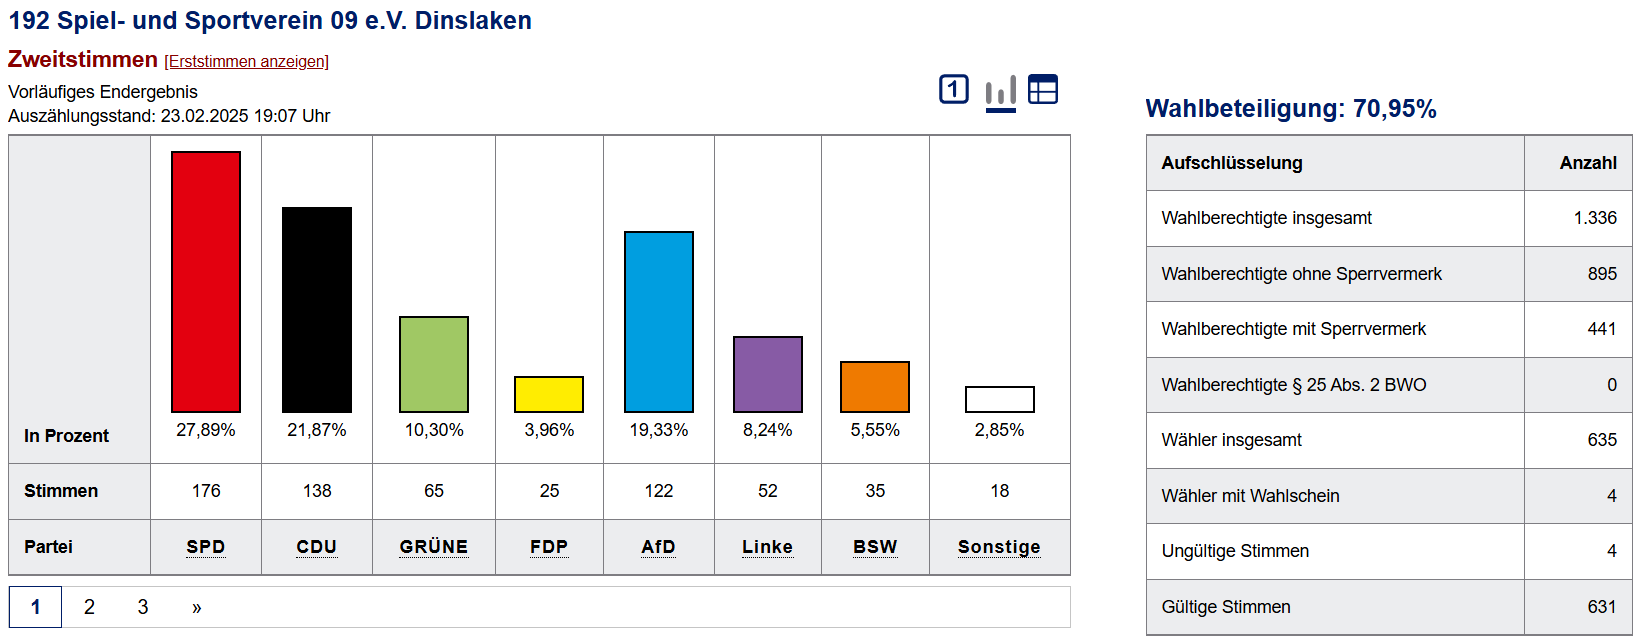 192 Spiel- und Sportverein 09 e.V. Dinslaken
Zweitstimmen [Erststimmen anzeigen]
Vorläufiges Endergebnis
Auszählungsstand: 23.02.2025 19:07 Uhr
1
In Prozent 27,89% 21,87% 10,30% 3,96% 19,33% 8,24% 5,55% 2,85%
Stimmen 176 138 65 25 122 52 35 18
Partei SPD CDU GRÜNE FDP AfD Linke BSW Sonstige
1 2 3 »
Wahlbeteiligung: 70,95%
Aufschlüsselung Anzahl
Wahlberechtigte insgesamt 1.336
Wahlberechtigte ohne Sperrvermerk 895
Wahlberechtigte mit Sperrvermerk 441
Wahlberechtigte § 25 Abs. 2 BWO 0
Wähler insgesamt 635
Wähler mit Wahlschein 4
Ungültige Stimmen 4
Gültige Stimmen 631